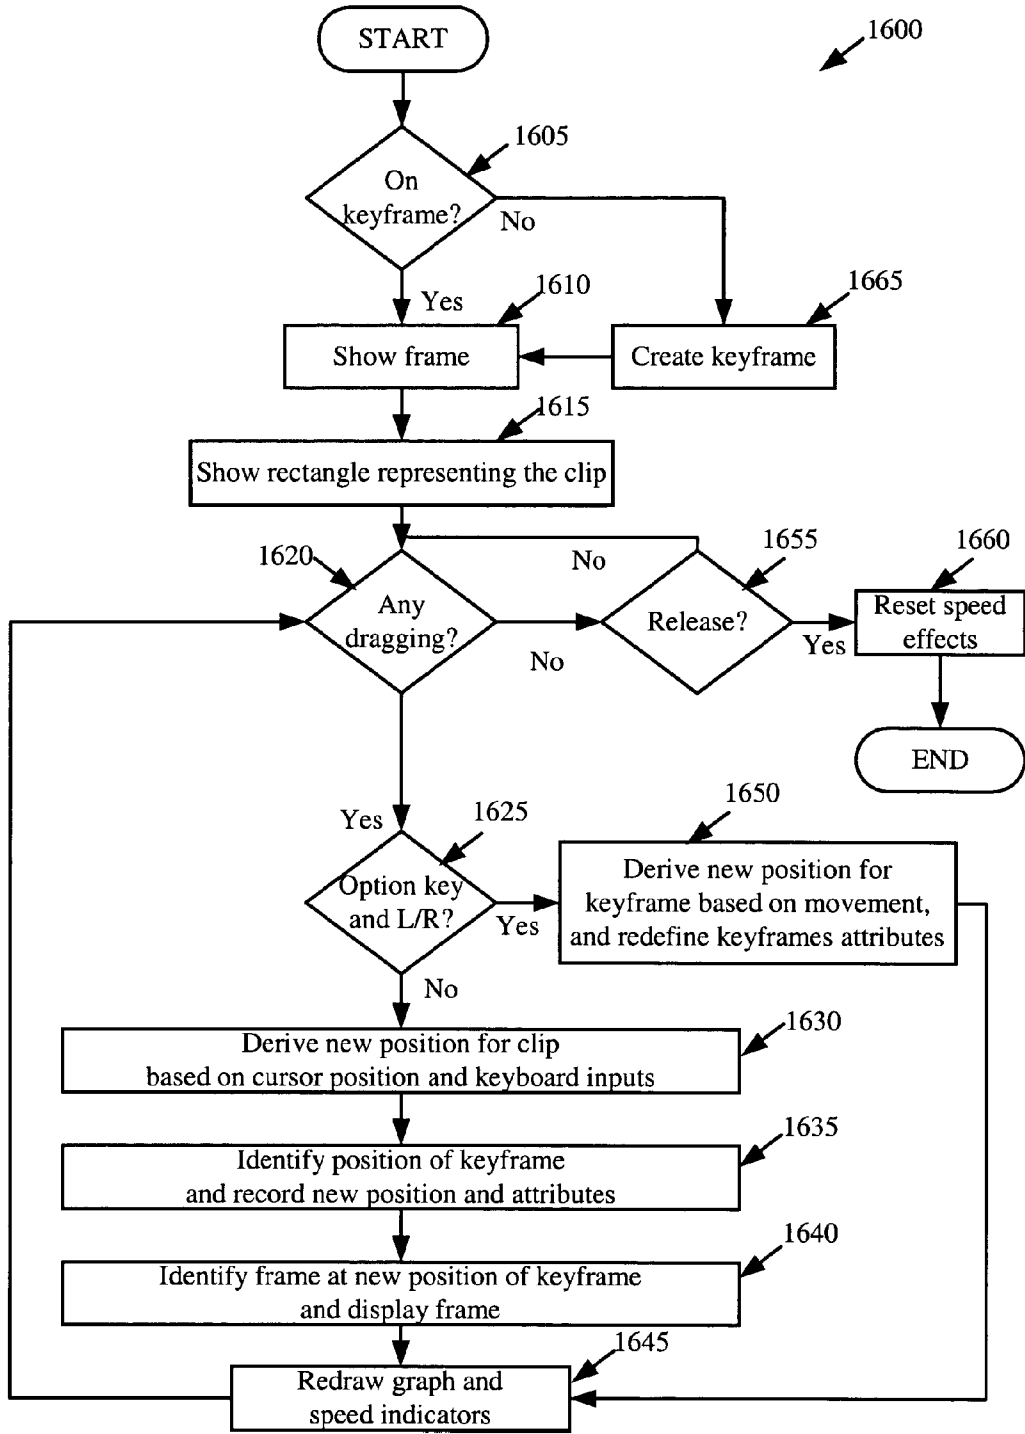 START
1600
1605
On
keyframe?
No
Yes
1610
1665
Show frame
Create keyframe
1615
Show rectangle representing the clip
1620
No
1655
1660
Any
dragging?
Release?
Reset speed
effects
No
Yes
END
Yes
1625
1650
Option key
and L/R?
Yes
Derive new position for
keyframe based on movement,
and redefine keyframes attributes
No
1630
Derive new position for clip
based on cursor position and keyboard inputs
1635
Identify position of keyframe
and record new position and attributes
1640
Identify frame at new position of keyframe
and display frame
1645
Redraw graph and
speed indicators